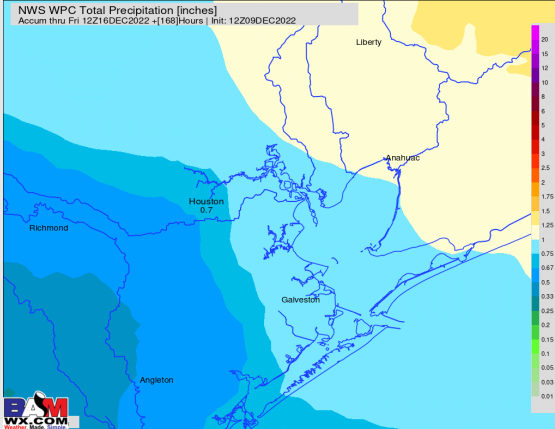 NWS WPC Total Precipitation [inches]
Accum thru Fri 12Z16DEC2022 +[168]Hours | Init: 12Z09DEC2022
Liberty
Anahuac
Houston
0.7
Richmond
Galveston
Angleton
20
15
10
8
6
5
4
3
2.5
2
1.75
1.5
1.25
1
0.75
0.67
0.5
0.33
0.25
0.2
0.15
0.1
0.05
0.03
0.01
BAM
WX.COM
Weather. Made. Simple.